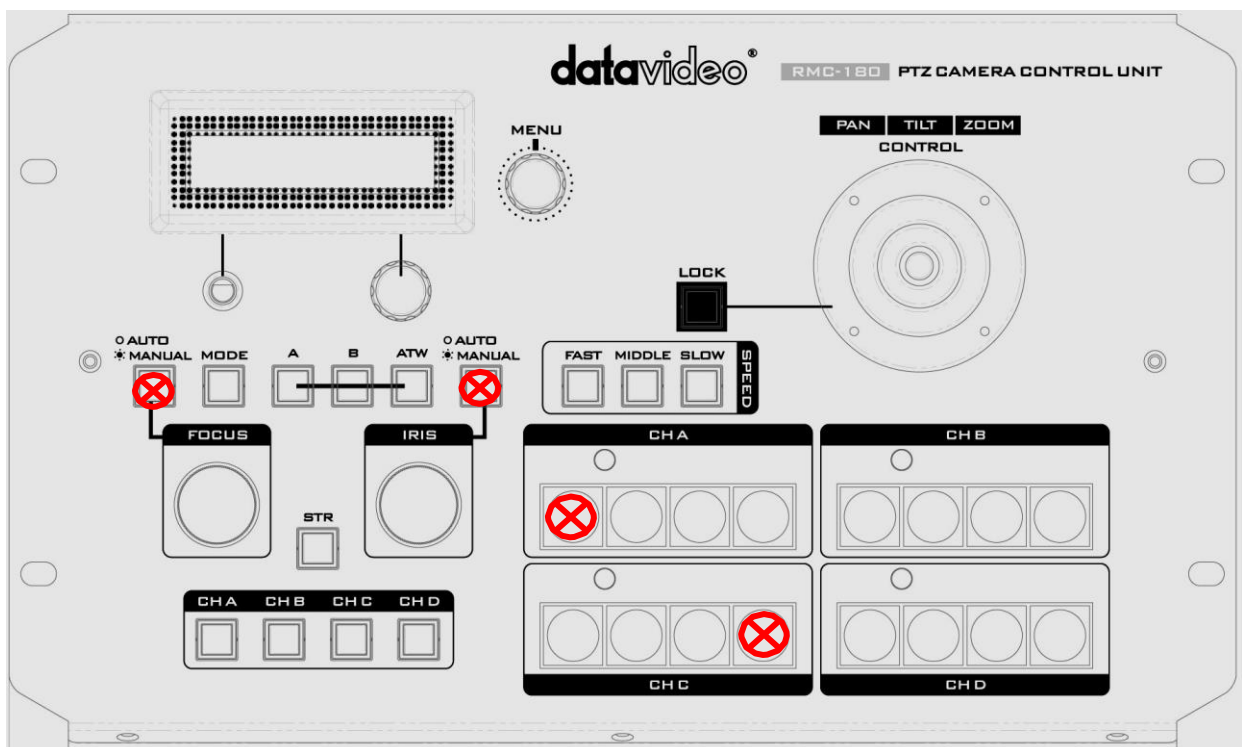 datavideo®
RMC-180 PTZ CAMERA CONTROL UNIT
MENU
PAN TILT ZOOM
CONTROL
LOCK
AUTO
MANUAL
MODE
A
B
ATW
AUTO
MANUAL
FAST
MIDDLE
SLOW
SPEED
FOCUS
IRIS
CH A
CH B
STR
CH A
CH B
CH C
CH D
CH C
CH D